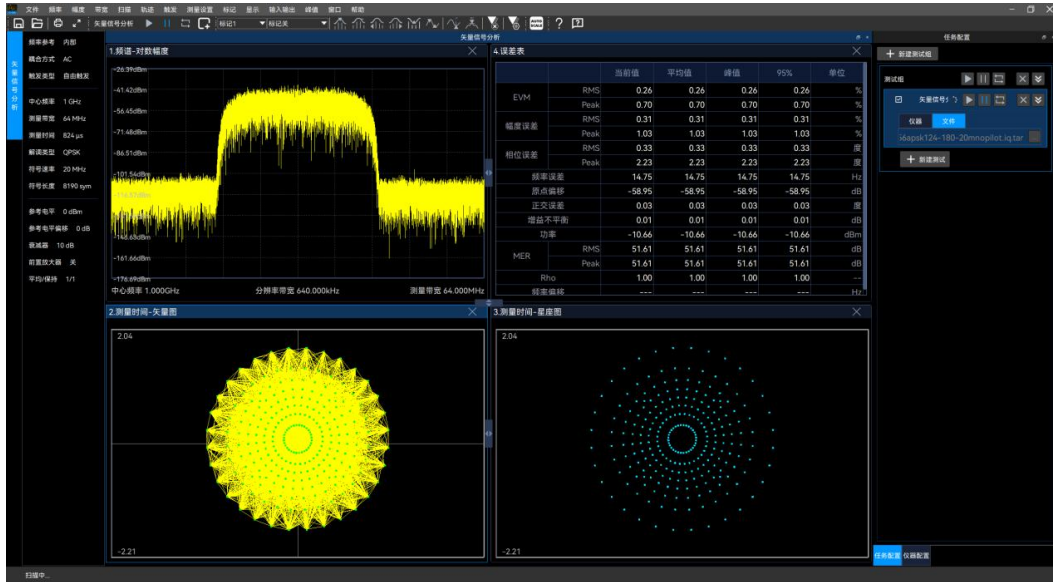 文件 频率 幅度 带宽 扫描 轨迹 触发 测量设置 标记 显示 输入输出 峰值 窗口 帮助
矢量信号分析 标记1 标记关 AUTO SCALE
矢量信号分析
频率参考 内部
耦合方式 AC
触发类型 自由触发
中心频率 1 GHz
测量带宽 64 MHz
测量时间 824 μs
解调类型 QPSK
符号速率 20 MHz
符号长度 8190 sym
参考电平 0 dBm
参考电平偏移 0 dB
衰减器 10 dB
前置放大器 关
平均/保持 1/1
矢量信号分析
1.频谱-对数幅度
-26.39dBm
-41.42dBm
-56.45dBm
-71.48dBm
-86.51dBm
-101.54dBm
-146.63dBm
-161.66dBm
-176.69dBm
中心频率 1.000GHz 分辨率带宽 640.000kHz 测量带宽 64.000MHz
4.误差表
当前值 平均值 峰值 95% 单位
EVM RMS 0.26 0.26 0.26 0.26 %
Peak 0.70 0.70 0.70 0.70 %
幅度误差 RMS 0.31 0.31 0.31 0.31 %
Peak 1.03 1.03 1.03 1.03 %
相位误差 RMS 0.33 0.33 0.33 0.33 度
Peak 2.23 2.23 2.23 2.23 度
频率误差 14.75 14.75 14.75 14.75 Hz
原点偏移 -58.95 -58.95 -58.95 -58.95 dB
正交误差 0.03 0.03 0.03 0.03 度
增益不平衡 0.01 0.01 0.01 0.01 dB
功率 -10.66 -10.66 -10.66 -10.66 dBm
MER RMS 51.61 51.61 51.61 51.61 dB
Peak 51.61 51.61 51.61 51.61 dB
Rho 1.00 1.00 1.00 1.00 --
频率偏移 --- --- --- --- Hz
2.测量时间-矢量图
2.04
-2.21
3.测量时间-星座图
2.04
-2.21
任务配置
+ 新建测试组
测试组
矢量信号
仪器 文件
6apsk124-180-20mnopilot.iq.tar ...
+ 新建测试
任务配置 仪器配置
扫描中...